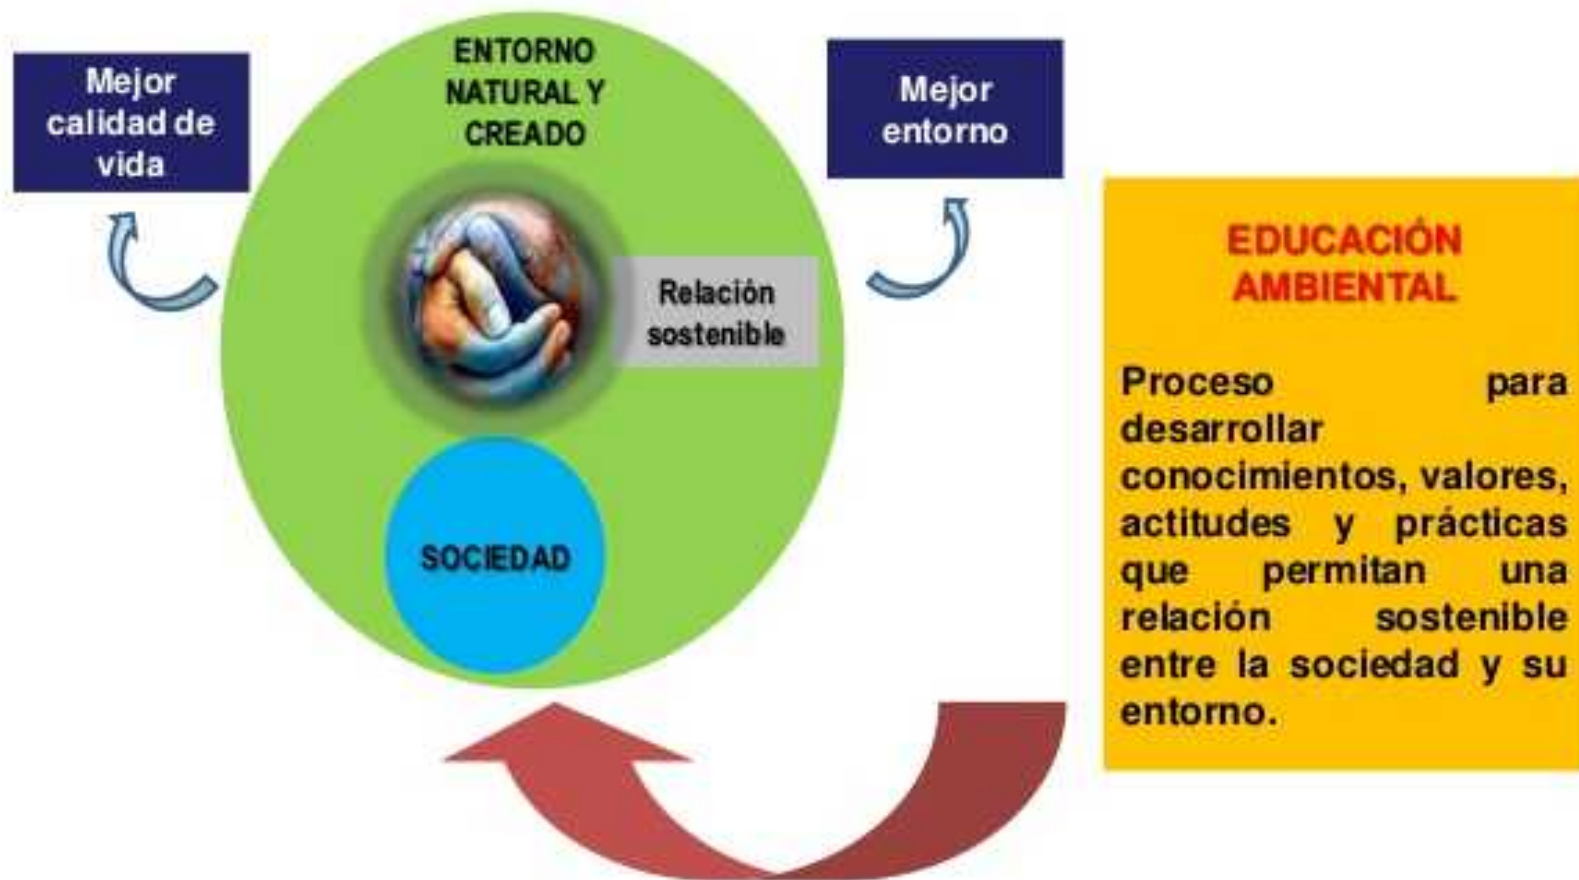 Mejor
calidad de
vida
ENTORNO
NATURAL Y
CREADO
Mejor
entorno
Relación
sostenible
SOCIEDAD
EDUCACIÓN
AMBIENTAL
Proceso para
desarrollar
conocimientos, valores,
actitudes y prácticas
que permitan una
relación sostenible
entre la sociedad y su
entorno.